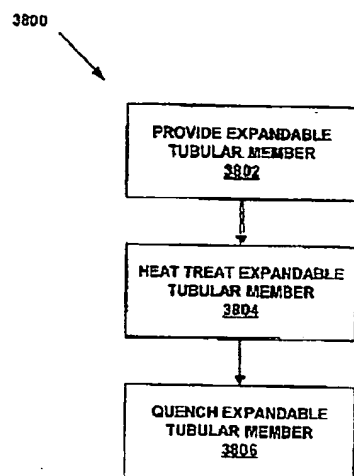 3800
PROVIDE EXPANDABLE
TUBULAR MEMBER
3802
HEAT TREAT EXPANDABLE
TUBULAR MEMBER
3804
QUENCH EXPANDABLE
TUBULAR MEMBER
3806